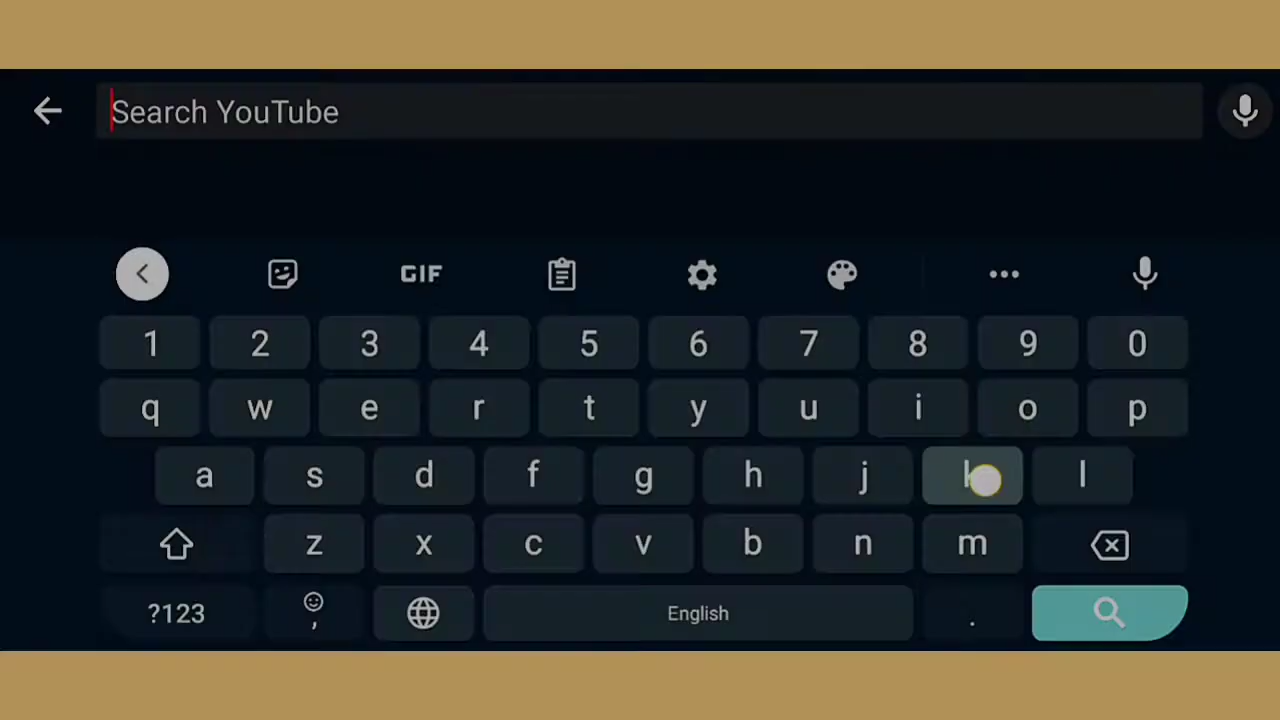 Search YouTube
GIF
1 2 3 4 5 6 7 8 9 0
q w e r t y u i o p
a s d f g h j k l
z x c v b n m
?123 , English .